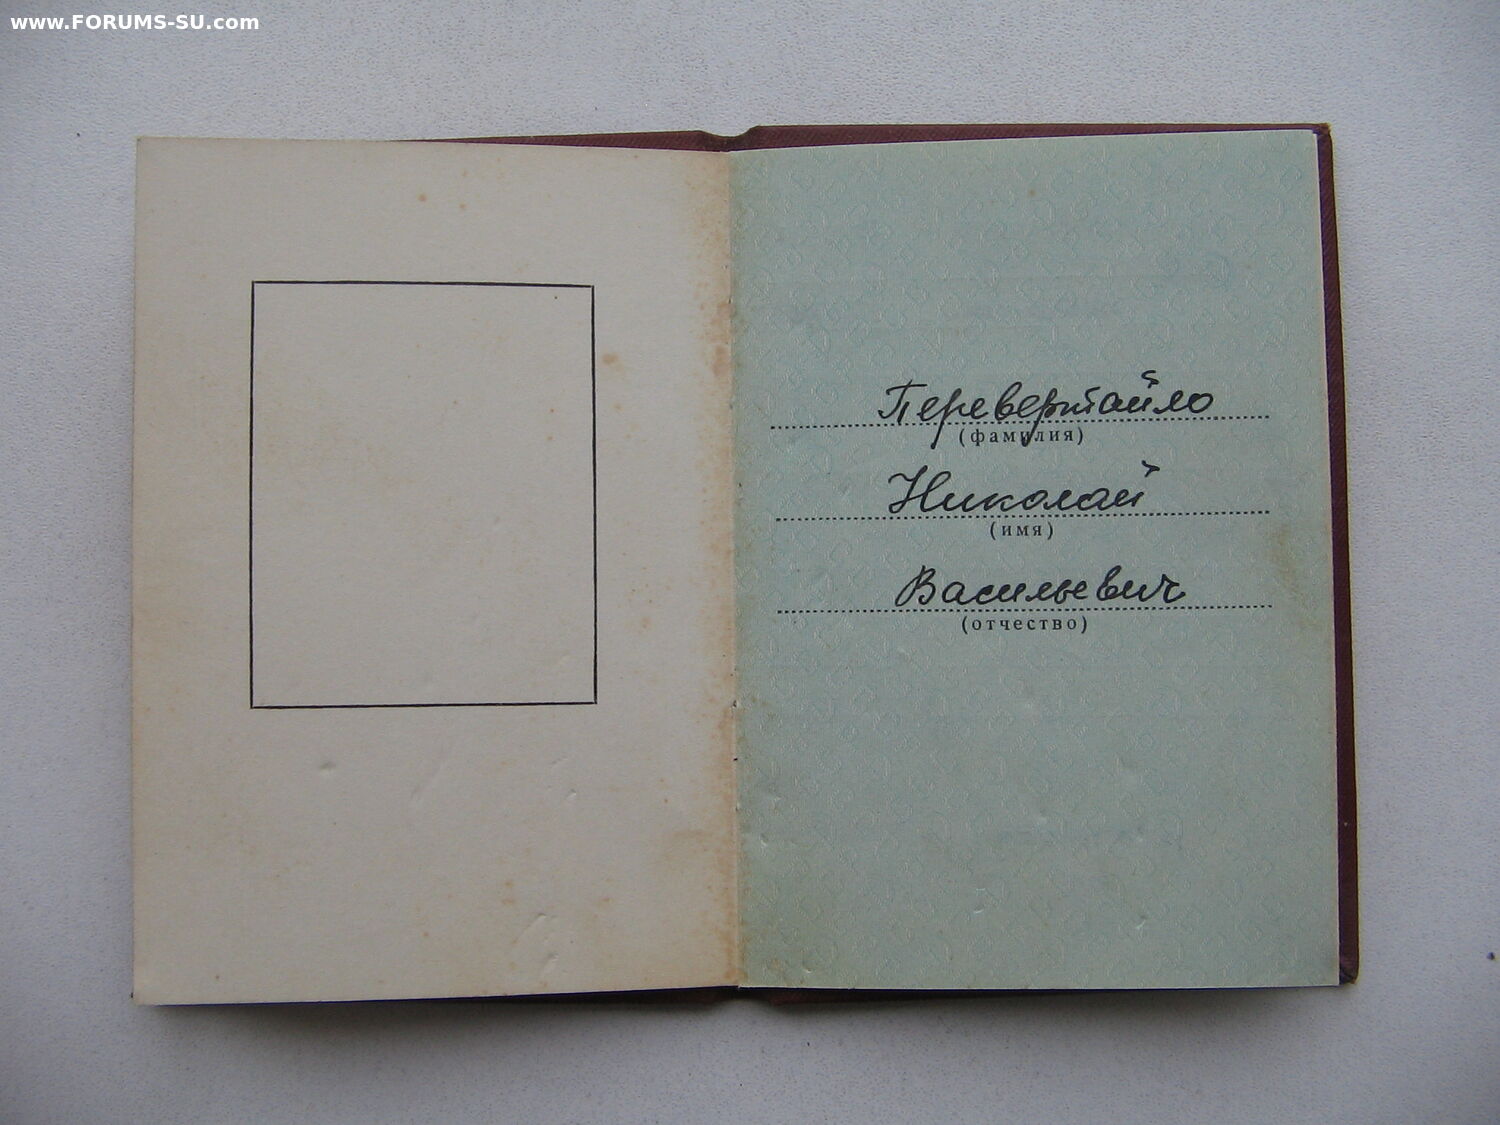 www.FORUMS-SU.com
Перевертайло
(фамилия)
Николай
(имя)
Васильевич
(отчество)